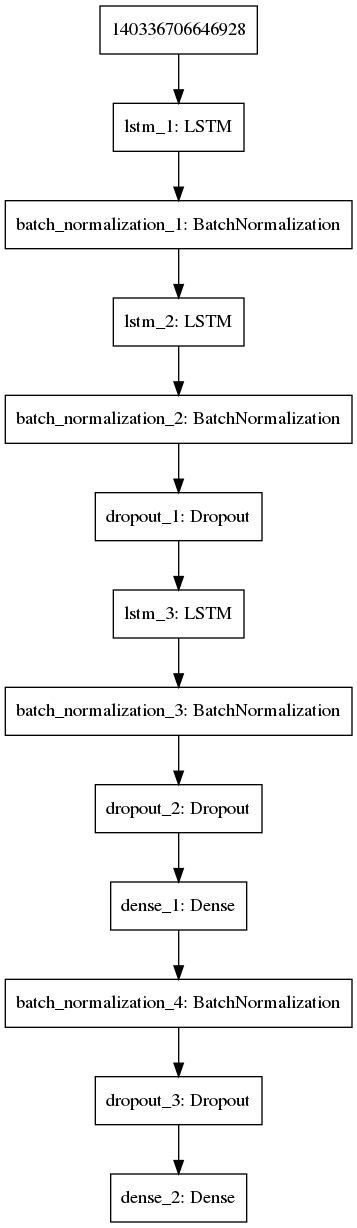 140336706646928
lstm_1: LSTM
batch_normalization_1: BatchNormalization
lstm_2: LSTM
batch_normalization_2: BatchNormalization
dropout_1: Dropout
lstm_3: LSTM
batch_normalization_3: BatchNormalization
dropout_2: Dropout
dense_1: Dense
batch_normalization_4: BatchNormalization
dropout_3: Dropout
dense_2: Dense